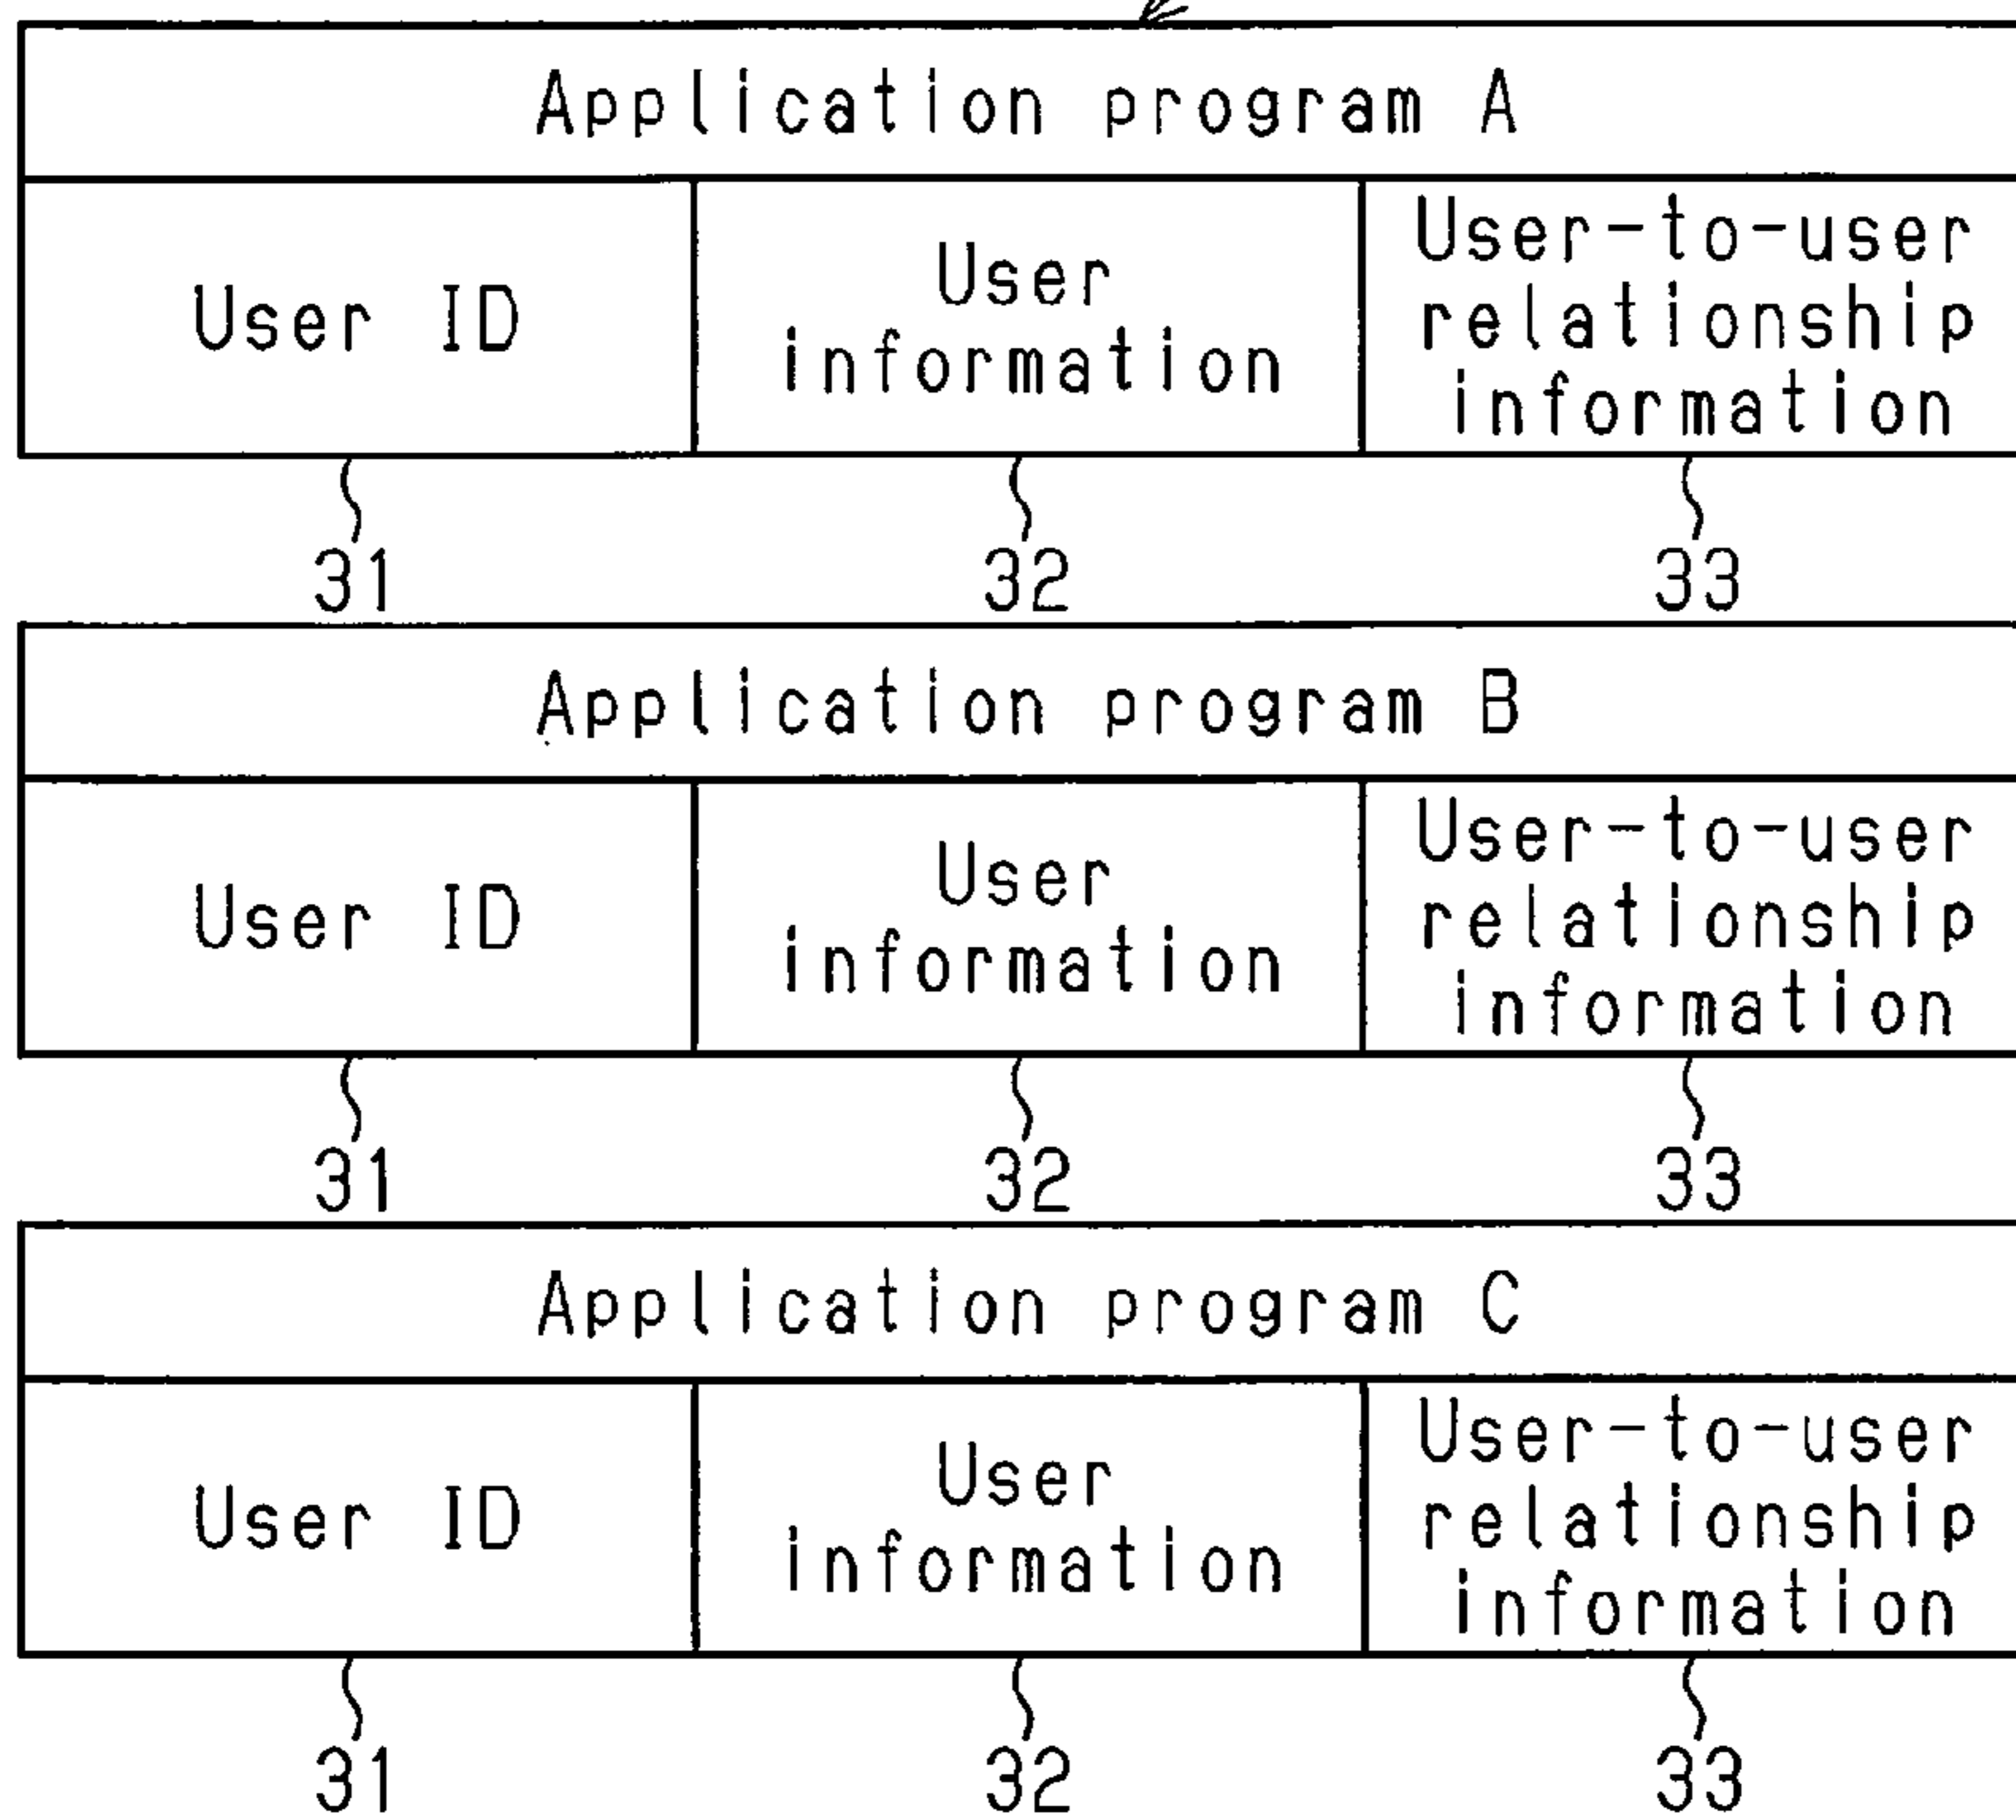 Application program A
User ID
User
information
User-to-user
relationship
information
31
32
33
Application program B
User ID
User
information
User-to-user
relationship
information
31
32
33
Application program C
User ID
User
information
User-to-user
relationship
information
31
32
33